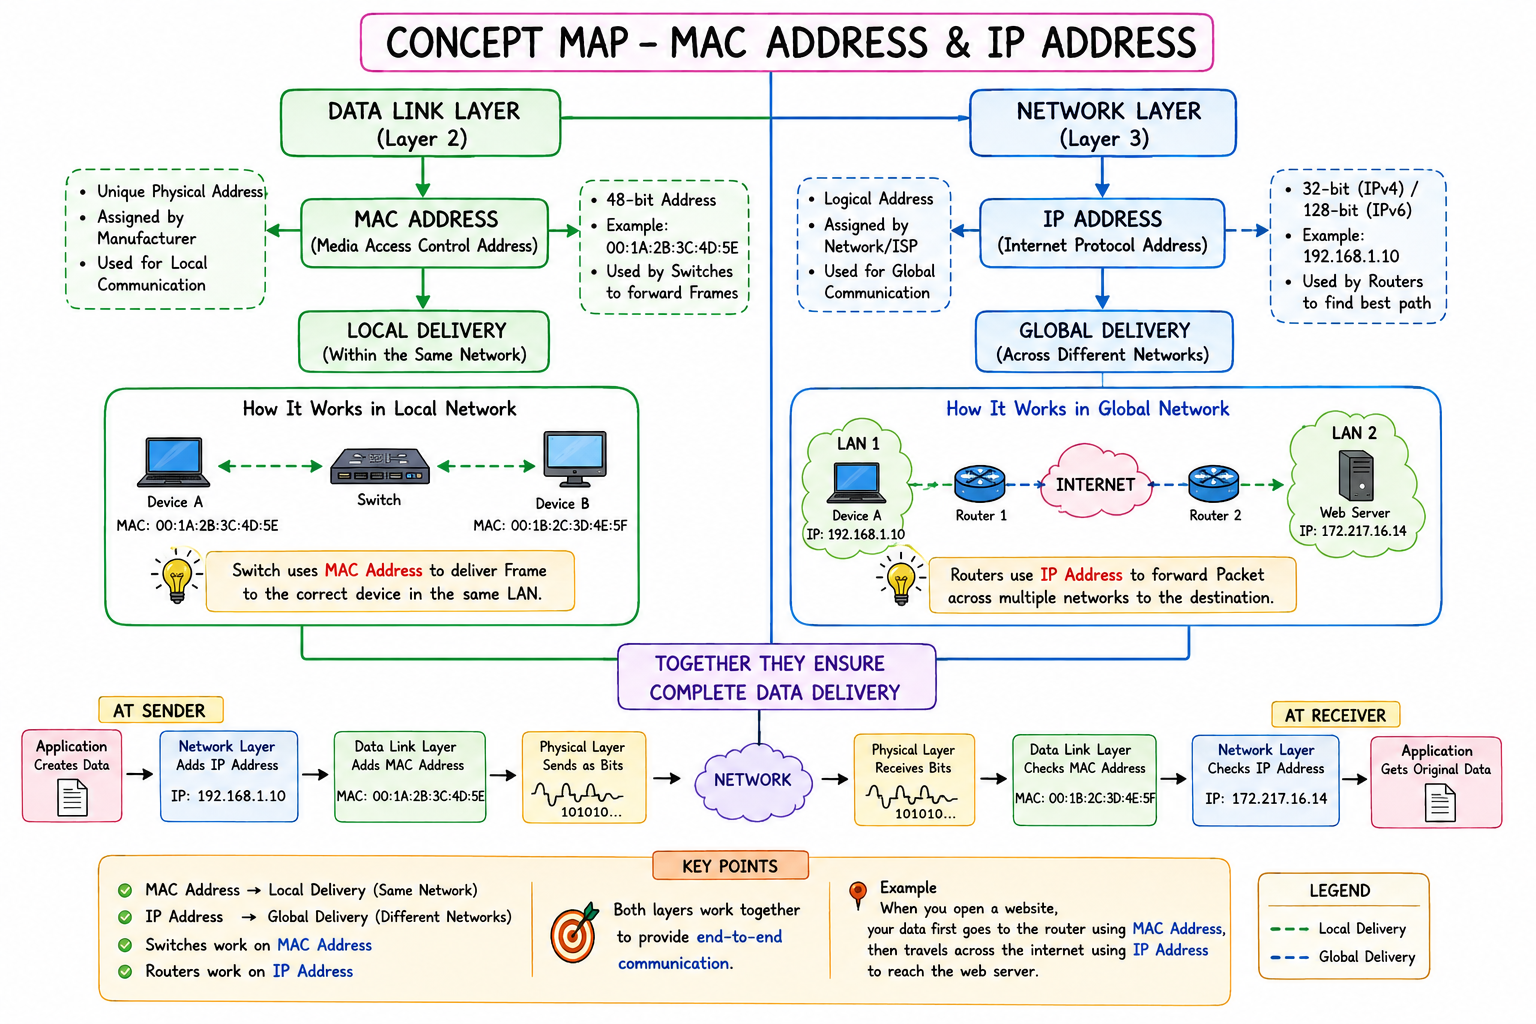 CONCEPT MAP – MAC ADDRESS & IP ADDRESS
DATA LINK LAYER
(Layer 2)
NETWORK LAYER
(Layer 3)
• Unique Physical Address
• Assigned by
Manufacturer
• Used for Local
Communication
MAC ADDRESS
(Media Access Control Address)
• 48-bit Address
• Example:
00:1A:2B:3C:4D:5E
• Used by Switches
to forward Frames
• Logical Address
• Assigned by
Network/ISP
• Used for Global
Communication
IP ADDRESS
(Internet Protocol Address)
• 32-bit (IPv4) /
128-bit (IPv6)
• Example:
192.168.1.10
• Used by Routers
to find best path
LOCAL DELIVERY
(Within the Same Network)
GLOBAL DELIVERY
(Across Different Networks)
How It Works in Local Network
Device A
MAC: 00:1A:2B:3C:4D:5E
Switch
Device B
MAC: 00:1B:2C:3D:4E:5F
Switch uses MAC Address to deliver Frame
to the correct device in the same LAN.
How It Works in Global Network
LAN 1
Device A
IP: 192.168.1.10
Router 1
INTERNET
Router 2
LAN 2
Web Server
IP: 172.217.16.14
Routers use IP Address to forward Packet
across multiple networks to the destination.
TOGETHER THEY ENSURE
COMPLETE DATA DELIVERY
AT SENDER
Application
Creates Data
Network Layer
Adds IP Address
IP: 192.168.1.10
Data Link Layer
Adds MAC Address
MAC: 00:1A:2B:3C:4D:5E
Physical Layer
Sends as Bits
101010...
NETWORK
AT RECEIVER
Physical Layer
Receives Bits
101010...
Data Link Layer
Checks MAC Address
MAC: 00:1B:2C:3D:4E:5F
Network Layer
Checks IP Address
IP: 172.217.16.14
Application
Gets Original Data
KEY POINTS
MAC Address → Local Delivery (Same Network)
IP Address → Global Delivery (Different Networks)
Switches work on MAC Address
Routers work on IP Address
Both layers work together
to provide end-to-end
communication.
Example
When you open a website,
your data first goes to the router using MAC Address,
then travels across the internet using IP Address
to reach the web server.
LEGEND
Local Delivery
Global Delivery